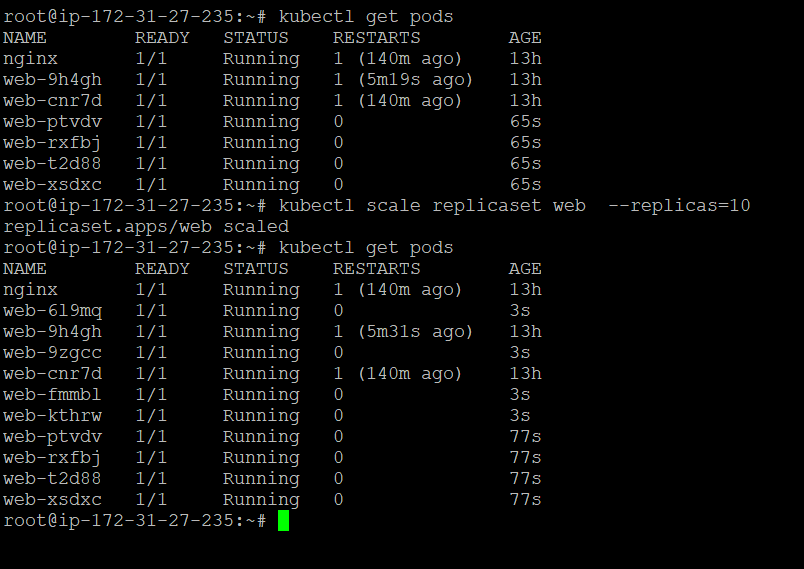 root@ip-172-31-27-235:~# kubectl get pods
NAME        READY   STATUS    RESTARTS        AGE
nginx       1/1     Running   1 (140m ago)    13h
web-9h4gh   1/1     Running   1 (5m19s ago)   13h
web-cnr7d   1/1     Running   1 (140m ago)    13h
web-ptvdv   1/1     Running   0               65s
web-rxfbj   1/1     Running   0               65s
web-t2d88   1/1     Running   0               65s
web-xsdxc   1/1     Running   0               65s
root@ip-172-31-27-235:~# kubectl scale replicaset web  --replicas=10
replicaset.apps/web scaled
root@ip-172-31-27-235:~# kubectl get pods
NAME        READY   STATUS    RESTARTS        AGE
nginx       1/1     Running   1 (140m ago)    13h
web-6l9mq   1/1     Running   0               3s
web-9h4gh   1/1     Running   1 (5m31s ago)   13h
web-9zgcc   1/1     Running   0               3s
web-cnr7d   1/1     Running   1 (140m ago)    13h
web-fmmbl   1/1     Running   0               3s
web-kthrw   1/1     Running   0               3s
web-ptvdv   1/1     Running   0               77s
web-rxfbj   1/1     Running   0               77s
web-t2d88   1/1     Running   0               77s
web-xsdxc   1/1     Running   0               77s
root@ip-172-31-27-235:~#